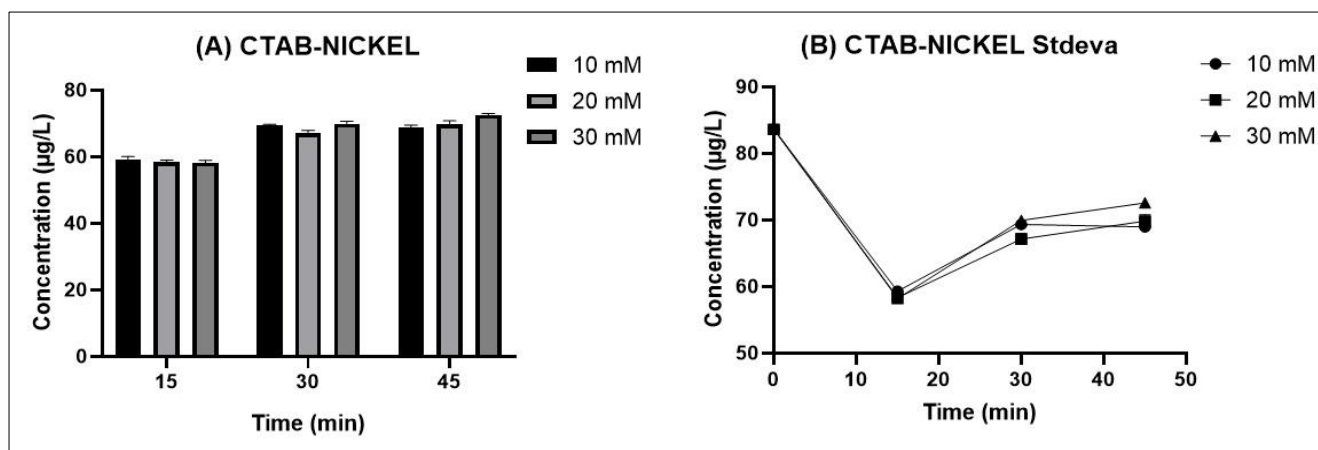 (A) CTAB-NICKEL
10 mM
20 mM
30 mM
Concentration (µg/L)
80
60
40
20
0
15 30 45
Time (min)
(B) CTAB-NICKEL Stdeva
10 mM
20 mM
30 mM
Concentration (µg/L)
90
80
70
60
50
0 10 20 30 40 50
Time (min)